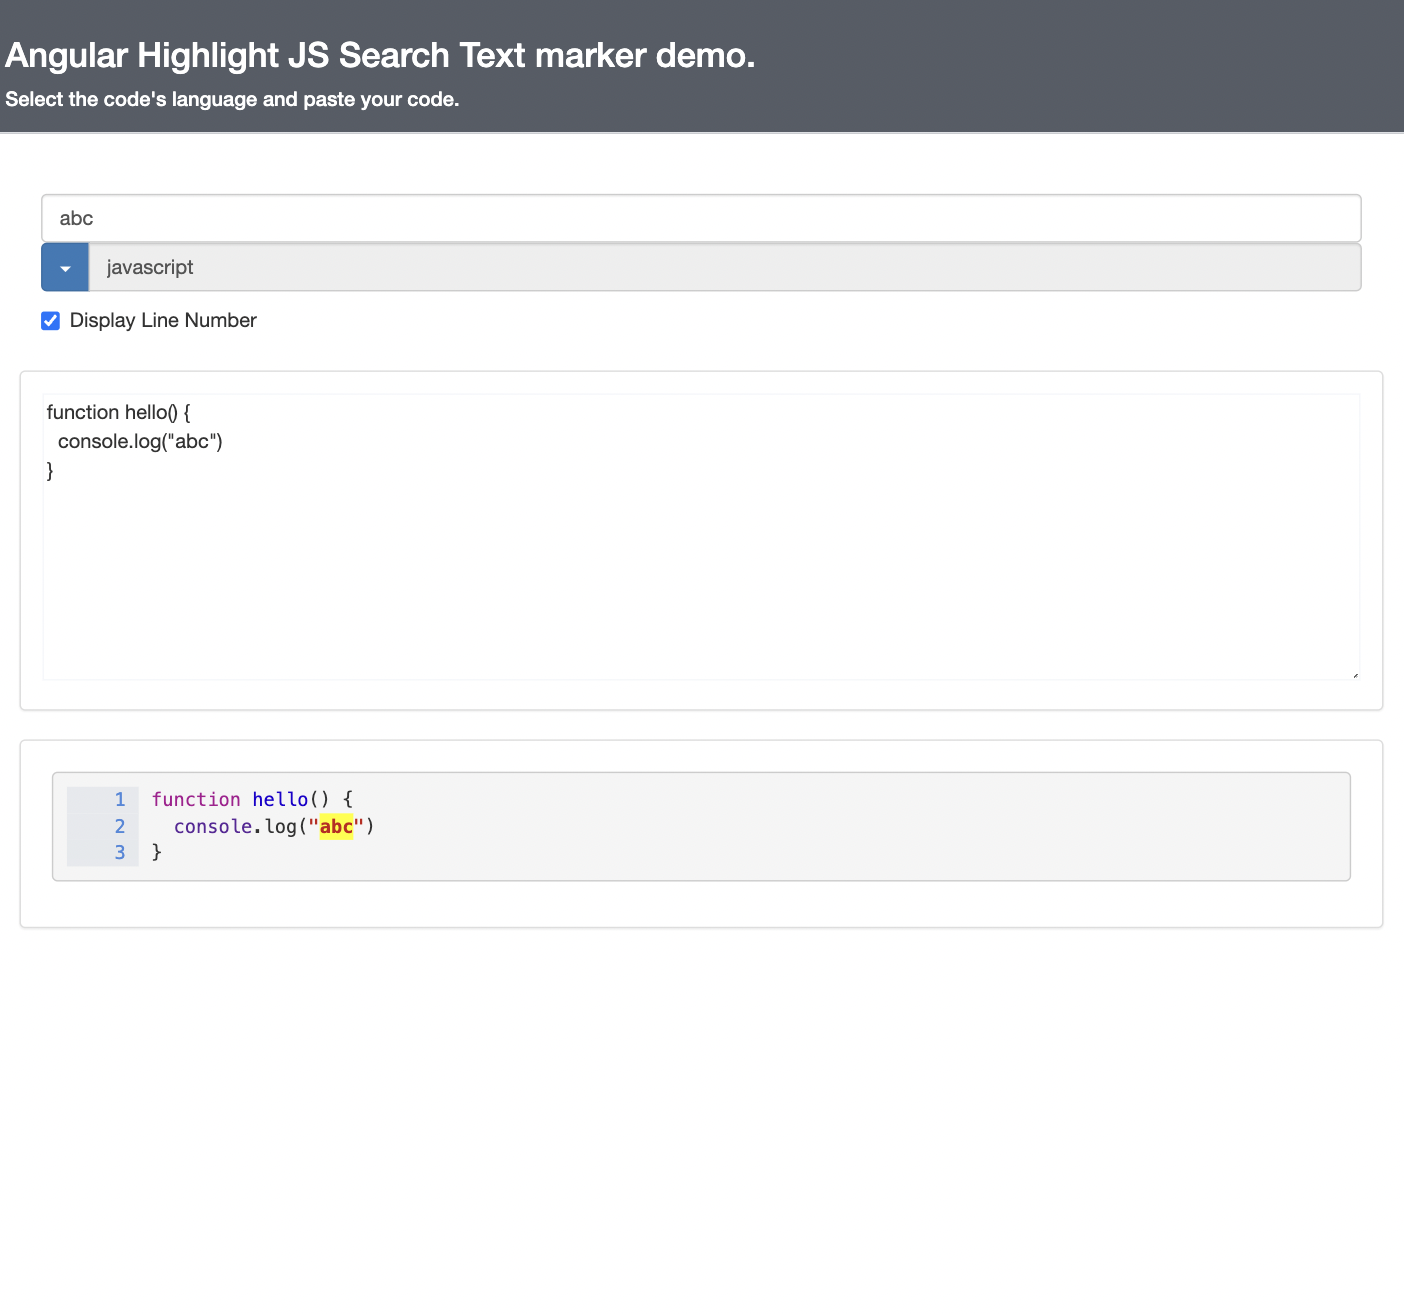 Angular Highlight JS Search Text marker demo.
Select the code's language and paste your code.
abc
javascript
Display Line Number
function hello() {
  console.log("abc")
}
1 function hello() {
2   console.log("abc")
3 }